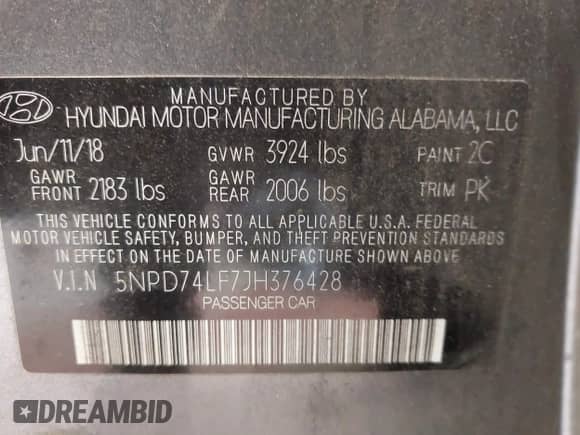 MANUFACTURED BY
HYUNDAI MOTOR MANUFACTURING ALABAMA, LLC
Jun/11/18 GVWR 3924 lbs PAINT 2C
GAWR FRONT 2183 lbs GAWR REAR 2006 lbs TRIM PK
THIS VEHICLE CONFORMS TO ALL APPLICABLE U.S.A. FEDERAL
MOTOR VEHICLE SAFETY, BUMPER, AND THEFT PREVENTION STANDARDS
IN EFFECT ON THE DATE OF MANUFACTURE SHOWN ABOVE.
V.I.N 5NPD74LF7JH376428
PASSENGER CAR
DREAMBID